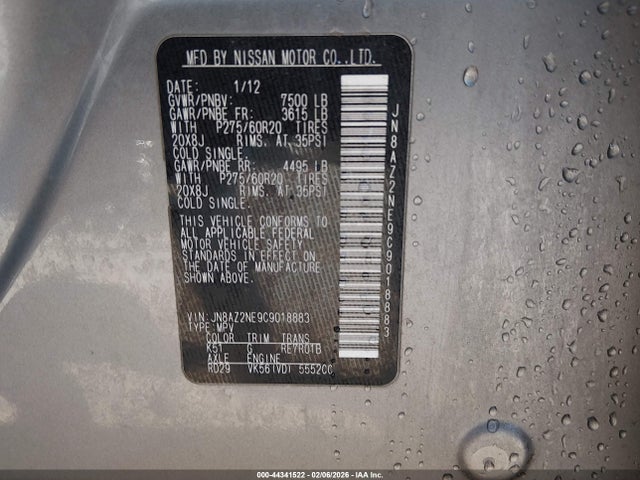 MFD BY NISSAN MOTOR CO.,LTD.
DATE: 1/12
GVWR/PNBV: 7500 LB
GAWR/PNBE FR: 3615 LB
WITH P275/60R20 TIRES
20X8J RIMS. AT 35PSI
COLD SINGLE.
GAWR/PNBE RR: 4495 LB
WITH P275/60R20 TIRES
20X8J RIMS. AT 35PSI
COLD SINGLE.
THIS VEHICLE CONFORMS TO
ALL APPLICABLE FEDERAL
MOTOR VEHICLE SAFETY
STANDARDS IN EFFECT ON
THE DATE OF MANUFACTURE
SHOWN ABOVE.
VIN: JN8AZ2NE9C9018883
TYPE: MPV
COLOR TRIM TRANS
K51 G RE7R01B
AXLE ENGINE
RD29 VK56(VD) 5552CC
JN8AZ2NE9C9018883
000-44341522 | 02/06/2026 - IAA Inc.